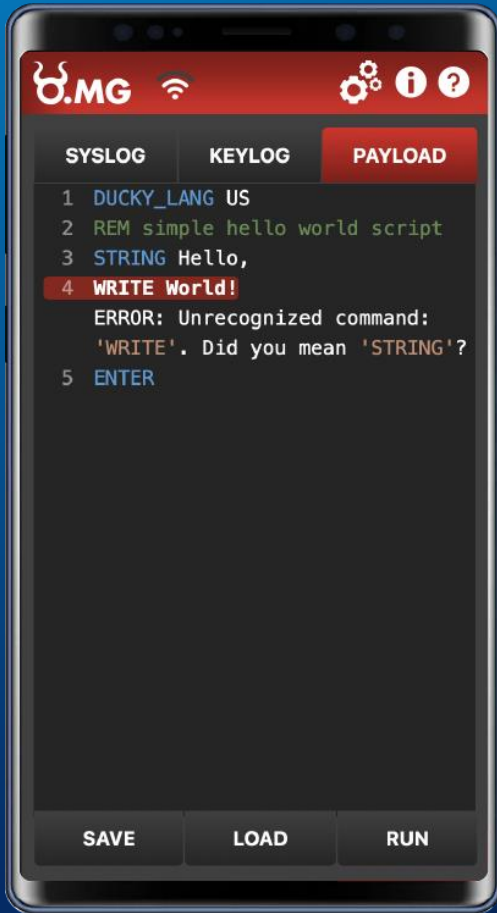 O.MG
SYSLOG KEYLOG PAYLOAD
1 DUCKY_LANG US
2 REM simple hello world script
3 STRING Hello,
4 WRITE World!
ERROR: Unrecognized command:
'WRITE'. Did you mean 'STRING'?
5 ENTER
SAVE LOAD RUN